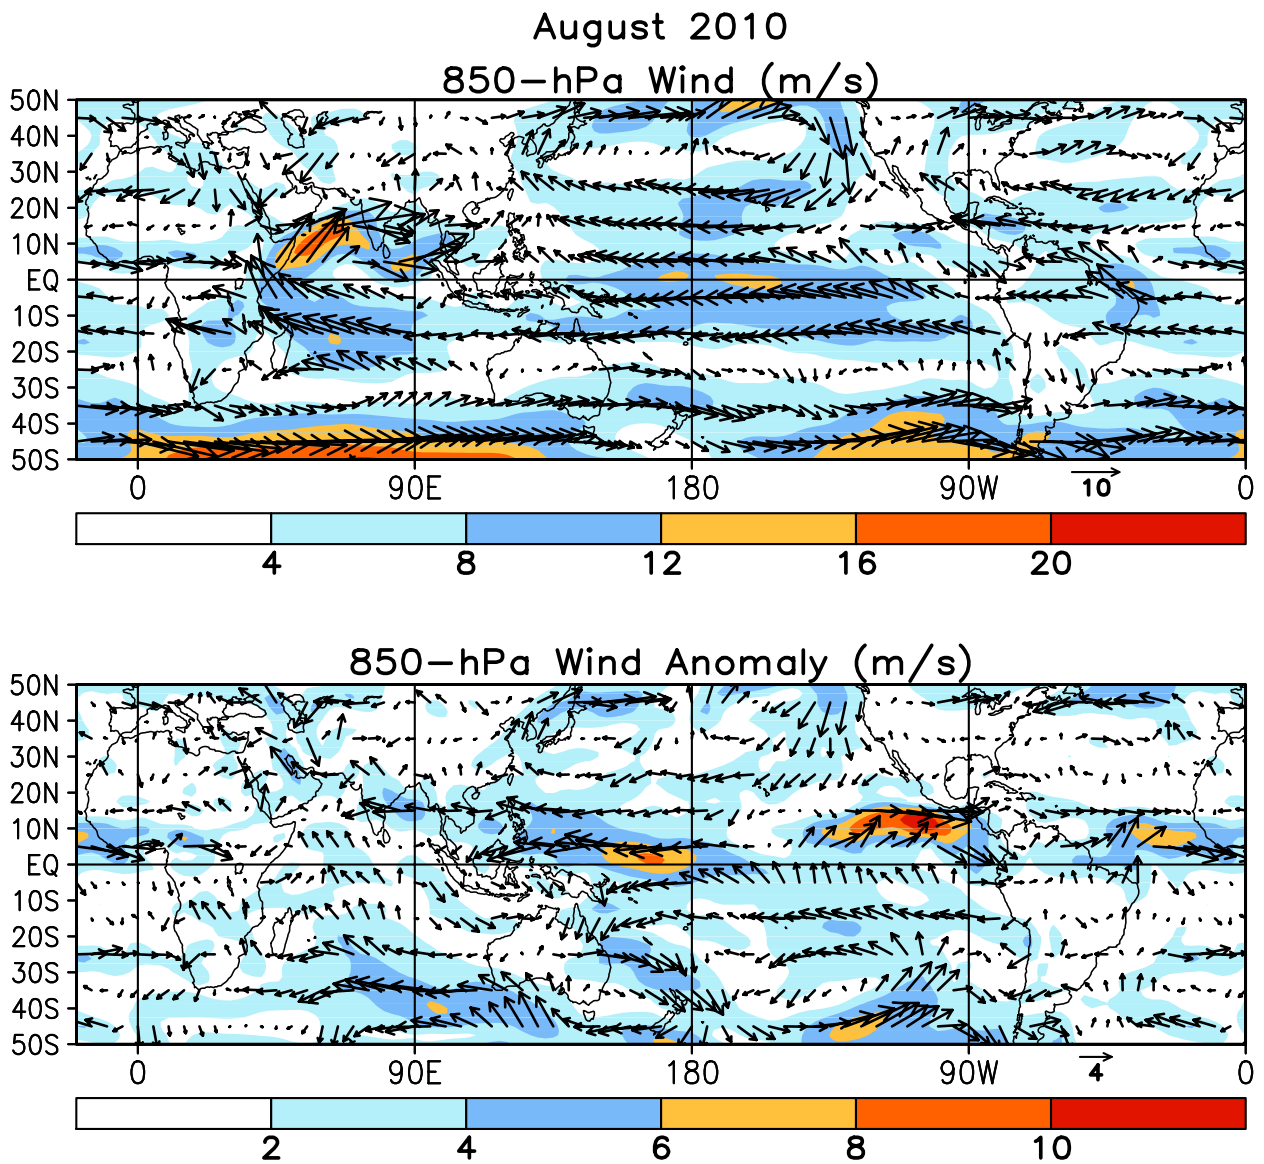 August 2010
850-hPa Wind (m/s)
50N
40N
30N
20N
10N
EQ
10S
20S
30S
40S
50S
0 90E 180 90W 0
10
4 8 12 16 20
850-hPa Wind Anomaly (m/s)
50N
40N
30N
20N
10N
EQ
10S
20S
30S
40S
50S
0 90E 180 90W 0
4
2 4 6 8 10